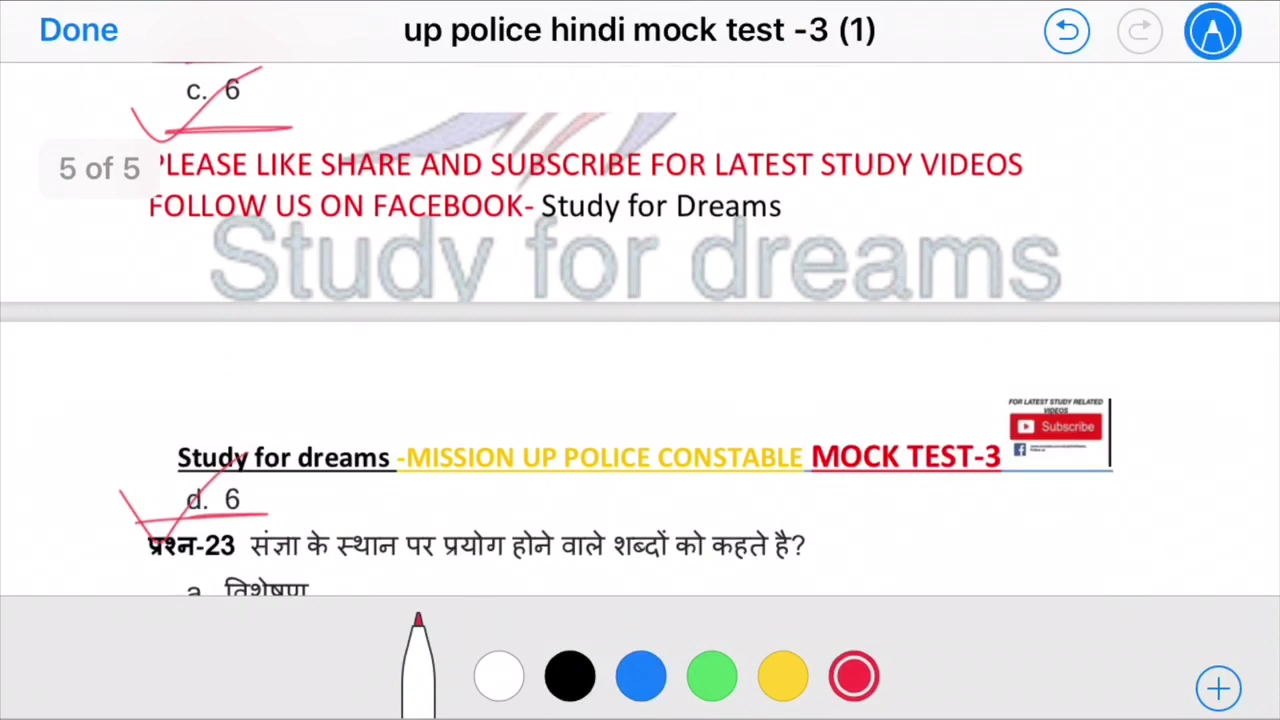 Done
up police hindi mock test -3 (1)
c. 6
5 of 5
PLEASE LIKE SHARE AND SUBSCRIBE FOR LATEST STUDY VIDEOS
FOLLOW US ON FACEBOOK- Study for Dreams
Study for dreams
FOR LATEST STUDY RELATED
VIDEOS
Subscribe
Study for dreams -MISSION UP POLICE CONSTABLE MOCK TEST-3
d. 6
प्रश्न-23 संज्ञा के स्थान पर प्रयोग होने वाले शब्दों को कहते है?
a. विशेषण